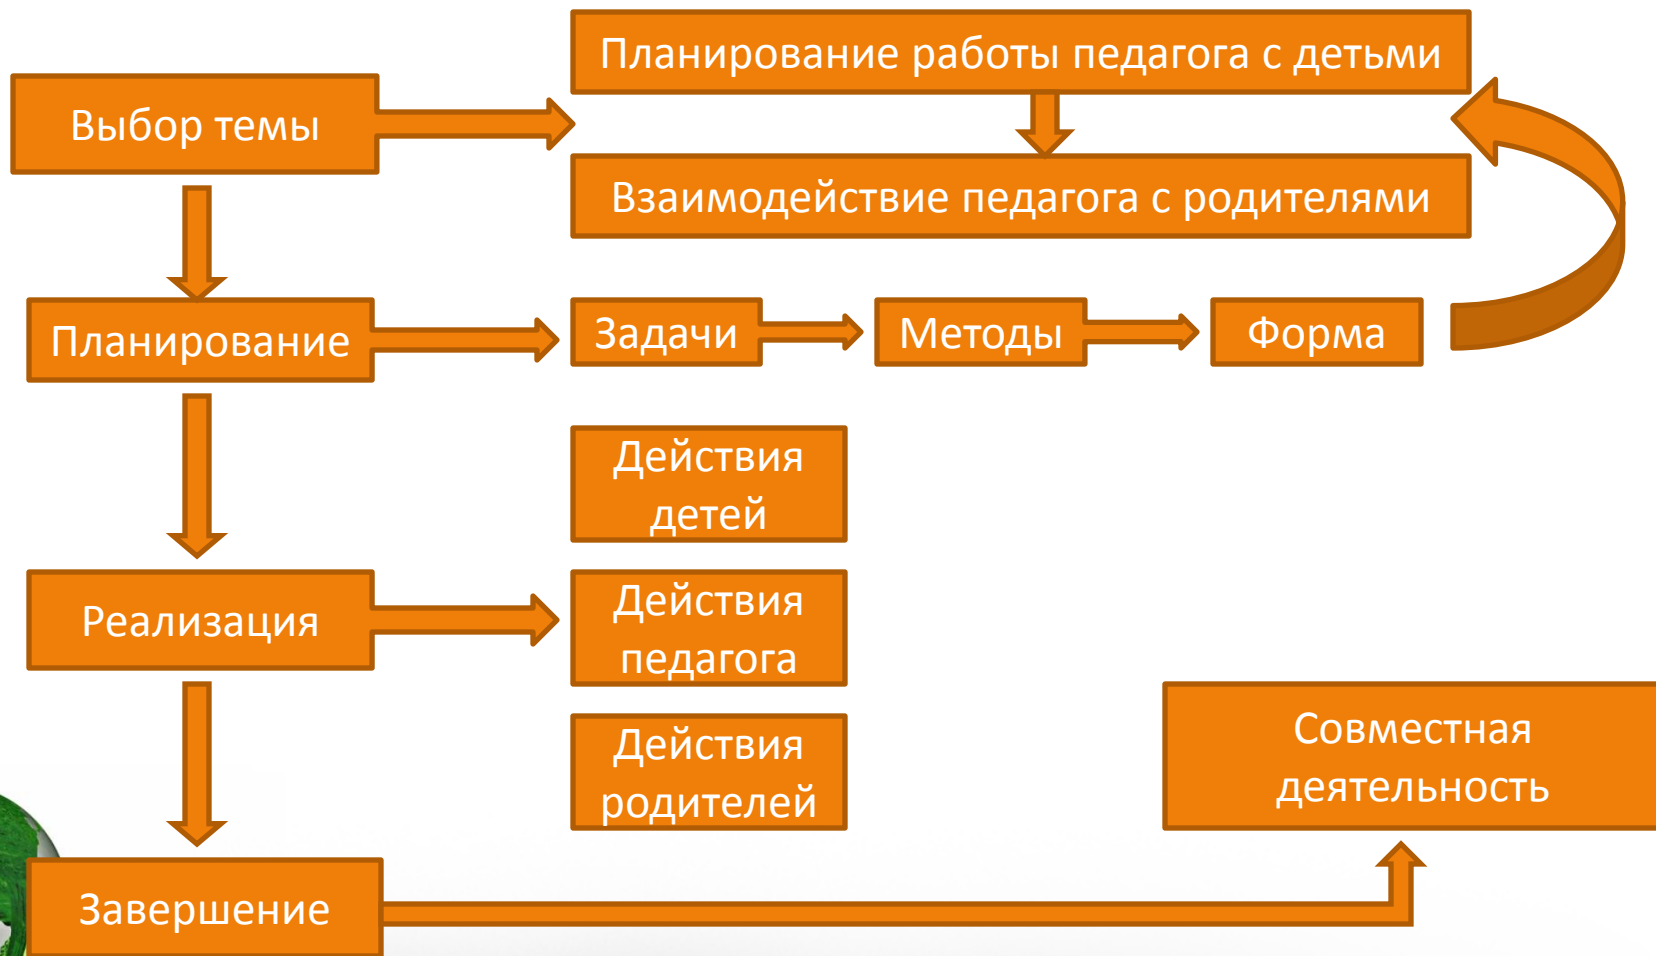 Планирование работы педагога с детьми
Выбор темы
Взаимодействие педагога с родителями
Планирование
Задачи
Методы
Форма
Действия
детей
Реализация
Действия
педагога
Действия
родителей
Совместная
деятельность
Завершение